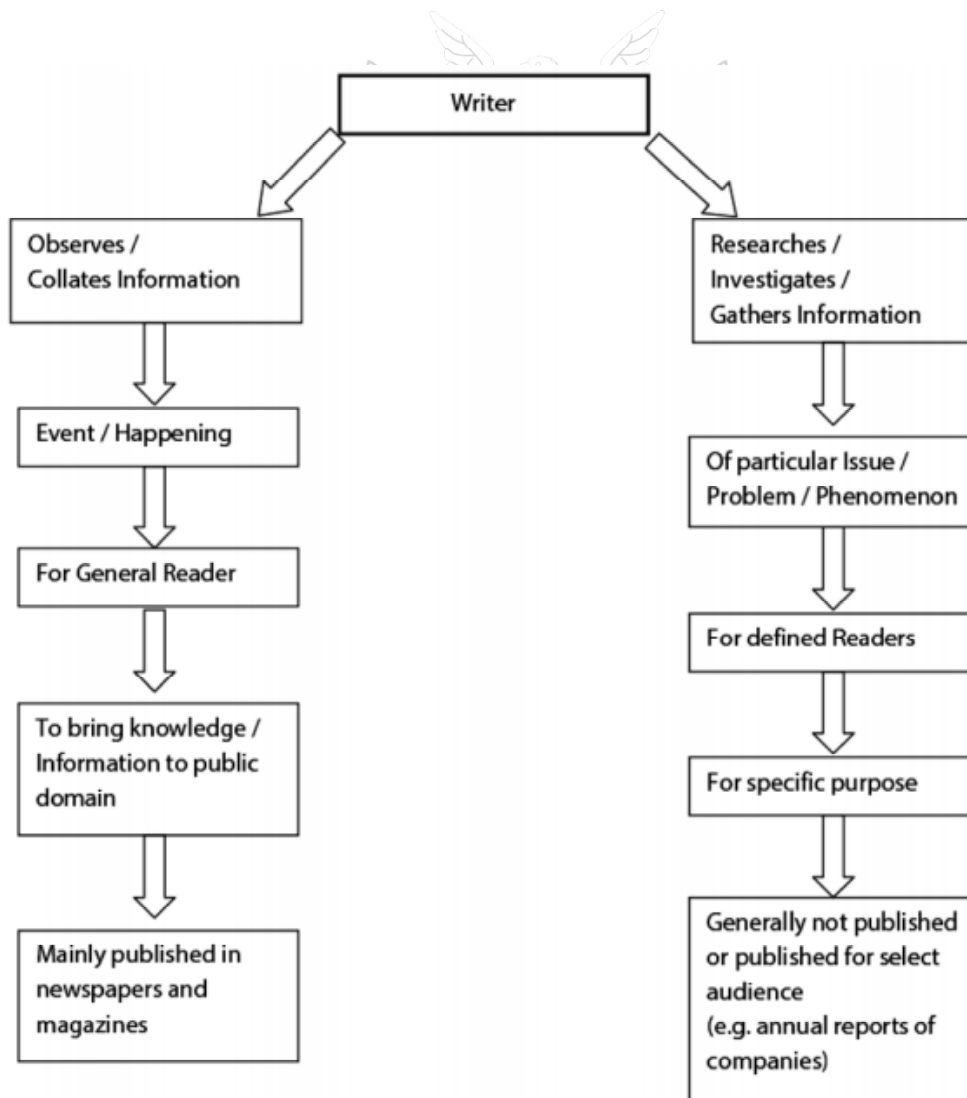 Writer
Observes /
Collates Information
Event / Happening
For General Reader
To bring knowledge /
Information to public
domain
Mainly published in
newspapers and
magazines
Researches /
Investigates /
Gathers Information
Of particular Issue /
Problem / Phenomenon
For defined Readers
For specific purpose
Generally not published
or published for select
audience
(e.g. annual reports of
companies)